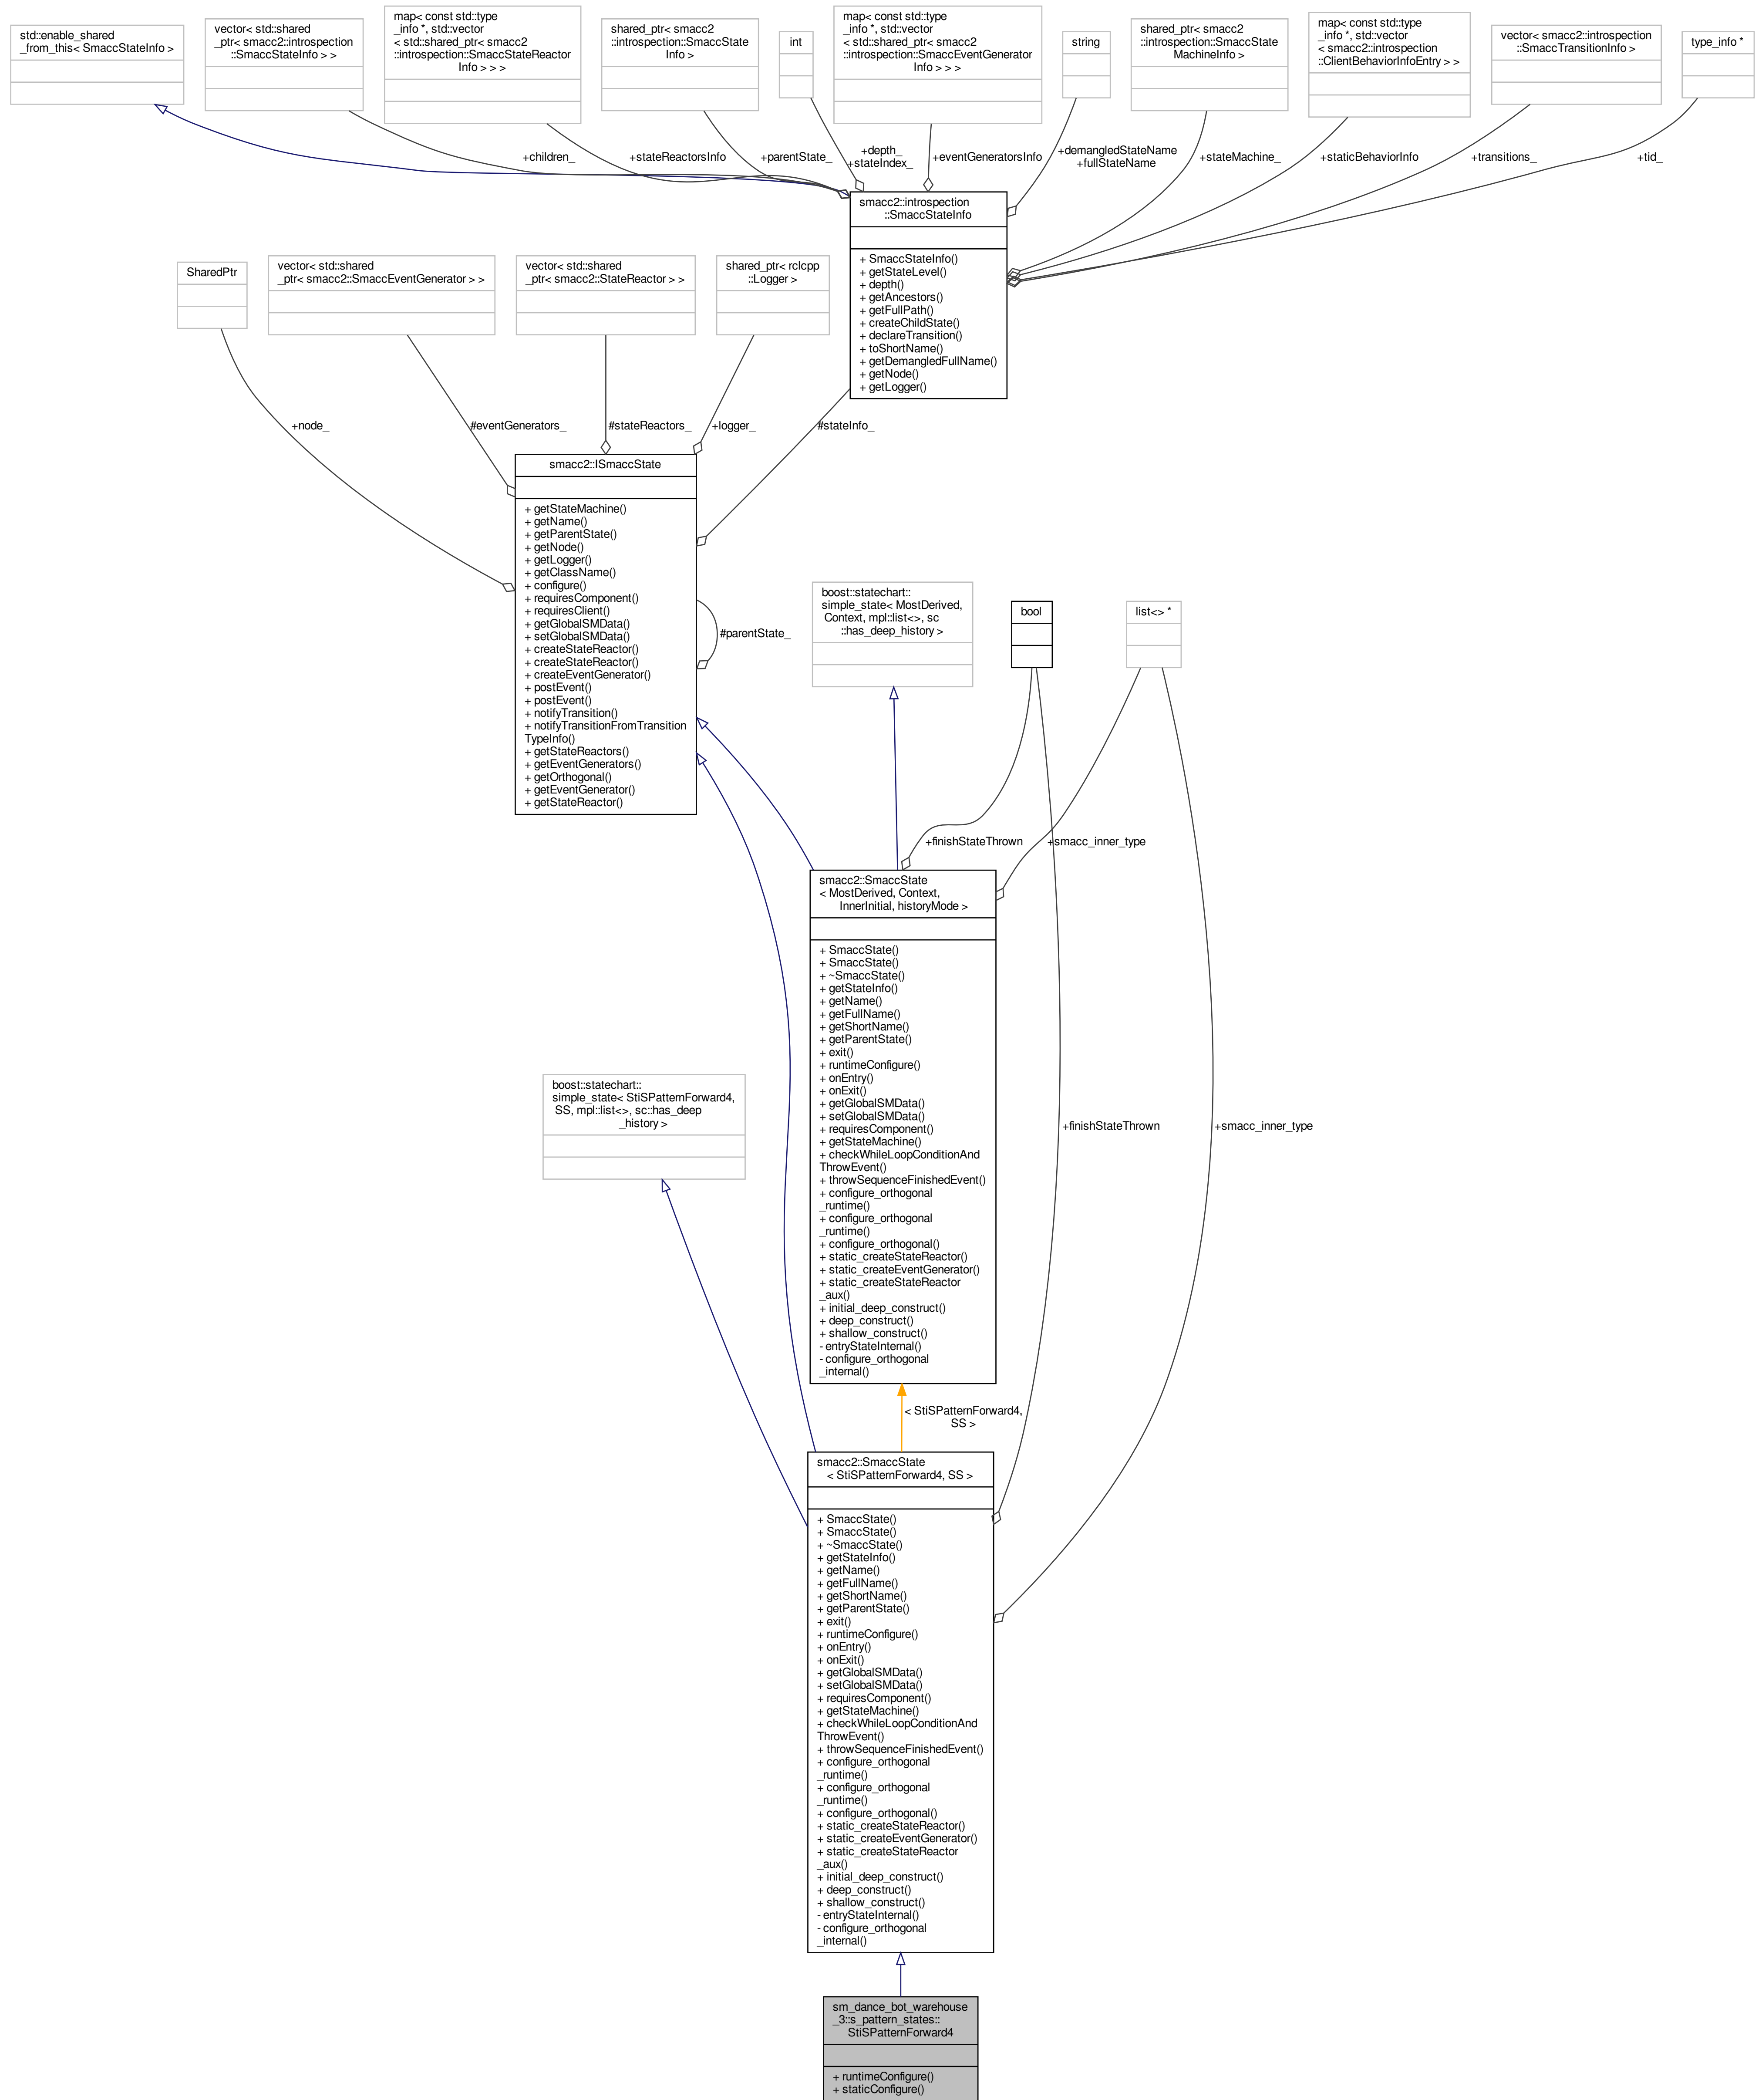 std::enable_shared
_from_this< SmaccStateInfo >
vector< std::shared
_ptr< smacc2::introspection
::SmaccStateInfo > >
map< const std::type
_info *, std::vector
< std::shared_ptr< smacc2
::introspection::SmaccStateReactor
Info > > >
shared_ptr< smacc2
::introspection::SmaccState
Info >
int
map< const std::type
_info *, std::vector
< std::shared_ptr< smacc2
::introspection::SmaccEventGenerator
Info > > >
string
shared_ptr< smacc2
::introspection::SmaccState
MachineInfo >
map< const std::type
_info *, std::vector
< smacc2::introspection
::ClientBehaviorInfoEntry > >
vector< smacc2::introspection
::SmaccTransitionInfo >
type_info *
+children_
+stateReactorsInfo
+parentState_
+depth_
+stateIndex_
+eventGeneratorsInfo
+demangledStateName
+fullStateName
+stateMachine_
+staticBehaviorInfo
+transitions_
+tid_
smacc2::introspection
::SmaccStateInfo
+ SmaccStateInfo()
+ getStateLevel()
+ depth()
+ getAncestors()
+ getFullPath()
+ createChildState()
+ declareTransition()
+ toShortName()
+ getDemangledFullName()
+ getNode()
+ getLogger()
SharedPtr
vector< std::shared
_ptr< smacc2::SmaccEventGenerator > >
vector< std::shared
_ptr< smacc2::StateReactor > >
shared_ptr< rclcpp
::Logger >
+node_
#eventGenerators_
#stateReactors_
+logger_
#stateInfo_
smacc2::ISmaccState
+ getStateMachine()
+ getName()
+ getParentState()
+ getNode()
+ getLogger()
+ getClassName()
+ configure()
+ requiresComponent()
+ requiresClient()
+ getGlobalSMData()
+ setGlobalSMData()
+ createStateReactor()
+ createStateReactor()
+ createEventGenerator()
+ postEvent()
+ postEvent()
+ notifyTransition()
+ notifyTransitionFromTransition
TypeInfo()
+ getStateReactors()
+ getEventGenerators()
+ getOrthogonal()
+ getEventGenerator()
+ getStateReactor()
#parentState_
boost::statechart::
simple_state< MostDerived,
Context, mpl::list<>, sc
::has_deep_history >
bool
list<> *
+finishStateThrown
+smacc_inner_type
smacc2::SmaccState
< MostDerived, Context,
InnerInitial, historyMode >
+ SmaccState()
+ SmaccState()
+ ~SmaccState()
+ getStateInfo()
+ getName()
+ getFullName()
+ getShortName()
+ getParentState()
+ exit()
+ runtimeConfigure()
+ onEntry()
+ onExit()
+ getGlobalSMData()
+ setGlobalSMData()
+ requiresComponent()
+ getStateMachine()
+ checkWhileLoopConditionAnd
ThrowEvent()
+ throwSequenceFinishedEvent()
+ configure_orthogonal
_runtime()
+ configure_orthogonal
_runtime()
+ configure_orthogonal()
+ static_createStateReactor()
+ static_createEventGenerator()
+ static_createStateReactor
_aux()
+ initial_deep_construct()
+ deep_construct()
+ shallow_construct()
- entryStateInternal()
- configure_orthogonal
_internal()
boost::statechart::
simple_state< StiSPatternForward4,
SS, mpl::list<>, sc::has_deep
_history >
+finishStateThrown
+smacc_inner_type
< StiSPatternForward4,
SS >
smacc2::SmaccState
< StiSPatternForward4, SS >
+ SmaccState()
+ SmaccState()
+ ~SmaccState()
+ getStateInfo()
+ getName()
+ getFullName()
+ getShortName()
+ getParentState()
+ exit()
+ runtimeConfigure()
+ onEntry()
+ onExit()
+ getGlobalSMData()
+ setGlobalSMData()
+ requiresComponent()
+ getStateMachine()
+ checkWhileLoopConditionAnd
ThrowEvent()
+ throwSequenceFinishedEvent()
+ configure_orthogonal
_runtime()
+ configure_orthogonal
_runtime()
+ configure_orthogonal()
+ static_createStateReactor()
+ static_createEventGenerator()
+ static_createStateReactor
_aux()
+ initial_deep_construct()
+ deep_construct()
+ shallow_construct()
- entryStateInternal()
- configure_orthogonal
_internal()
sm_dance_bot_warehouse
_3::s_pattern_states::
StiSPatternForward4
+ runtimeConfigure()
+ staticConfigure()